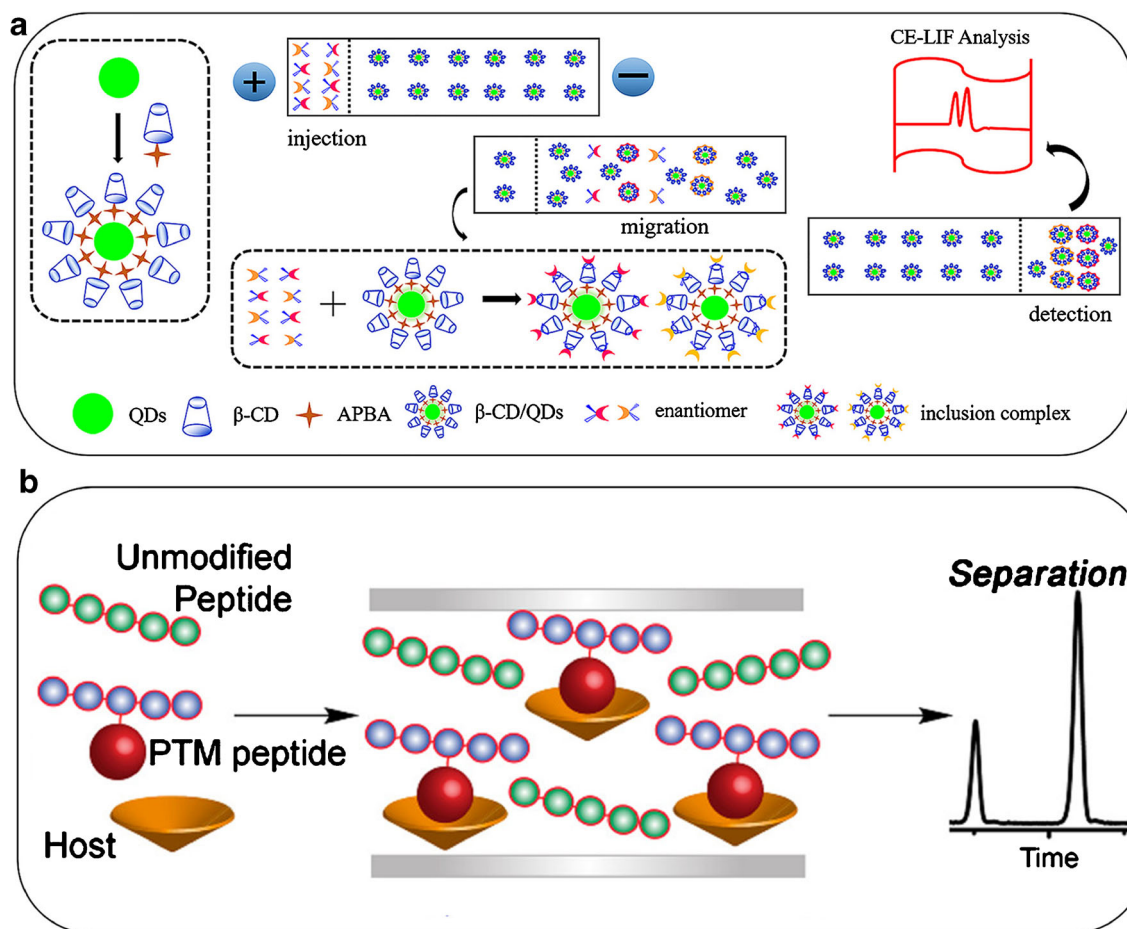 a
CE-LIF Analysis
+
−
injection
migration
detection
+
QDs β-CD APBA β-CD/QDs enantiomer inclusion complex
b
Unmodified
Peptide
PTM peptide
Host
Separation
Time